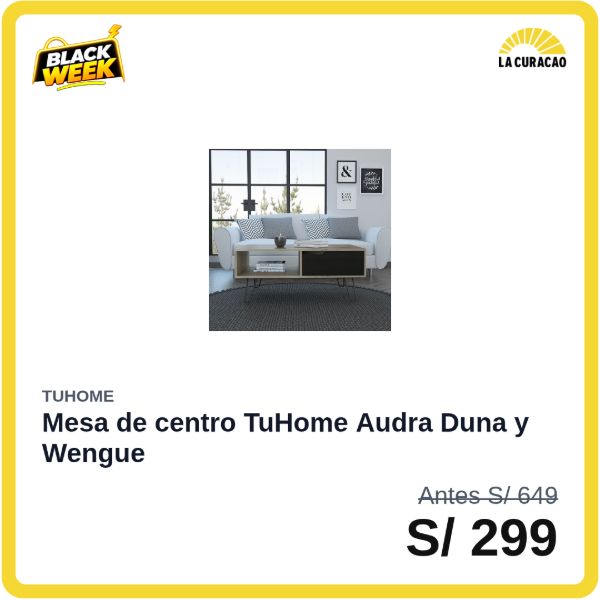 BLACK
WEEK
LA CURACAO
&
TUHOME
Mesa de centro TuHome Audra Duna y
Wengue
Antes S/ 649
S/ 299